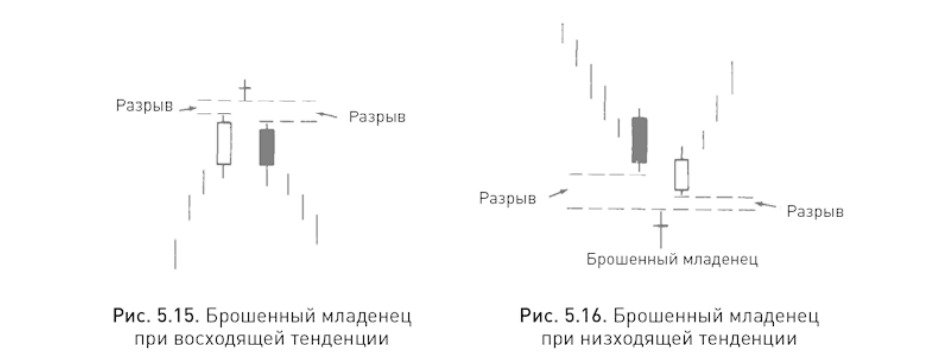 Разрыв
Разрыв
Рис. 5.15. Брошенный младенец
при восходящей тенденции
Разрыв
Разрыв
Брошенный младенец
Рис. 5.16. Брошенный младенец
при низходящей тенденции